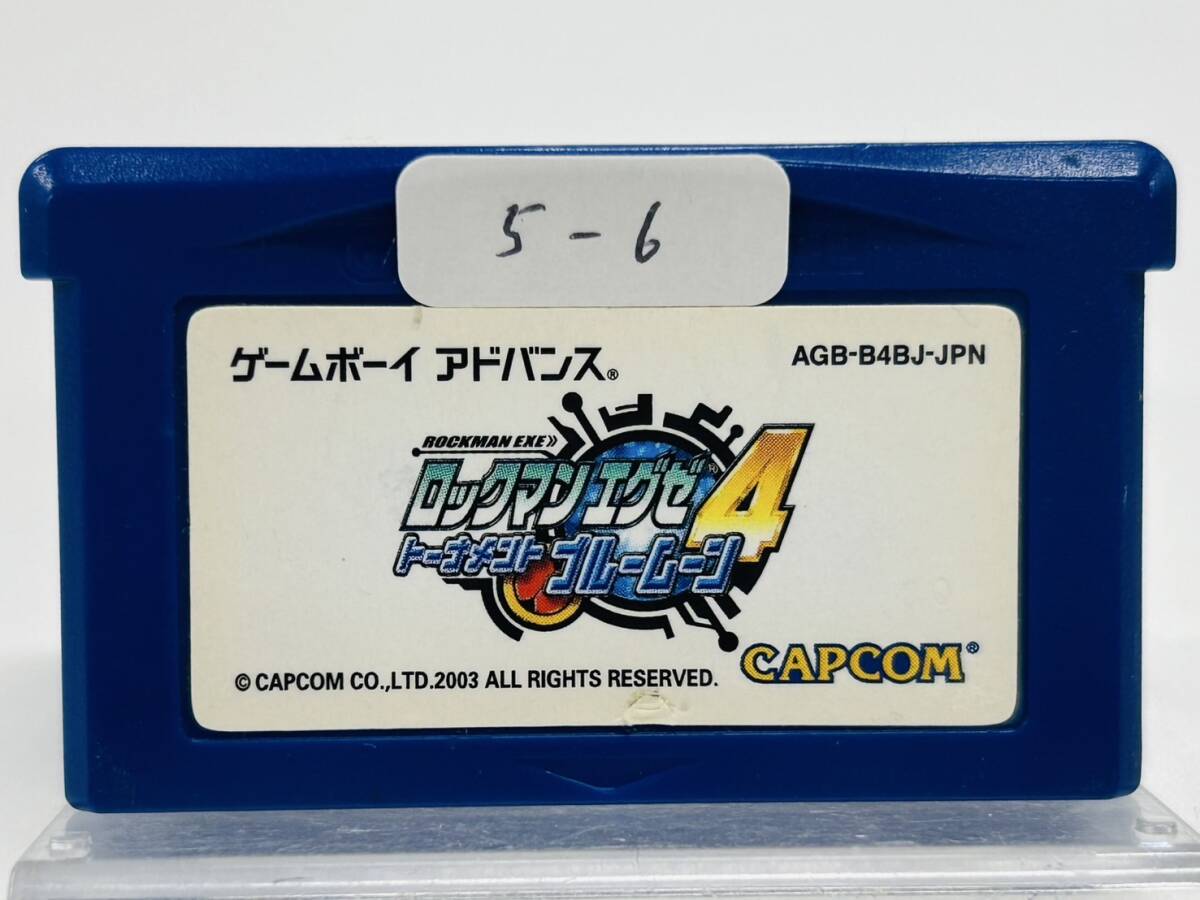 5-6
ゲームボーイ アドバンス®
AGB-B4BJ-JPN
ROCKMAN EXE»
ロックマン エグゼ® 4
トーナメント ブルームーン
© CAPCOM CO.,LTD.2003 ALL RIGHTS RESERVED.
CAPCOM®